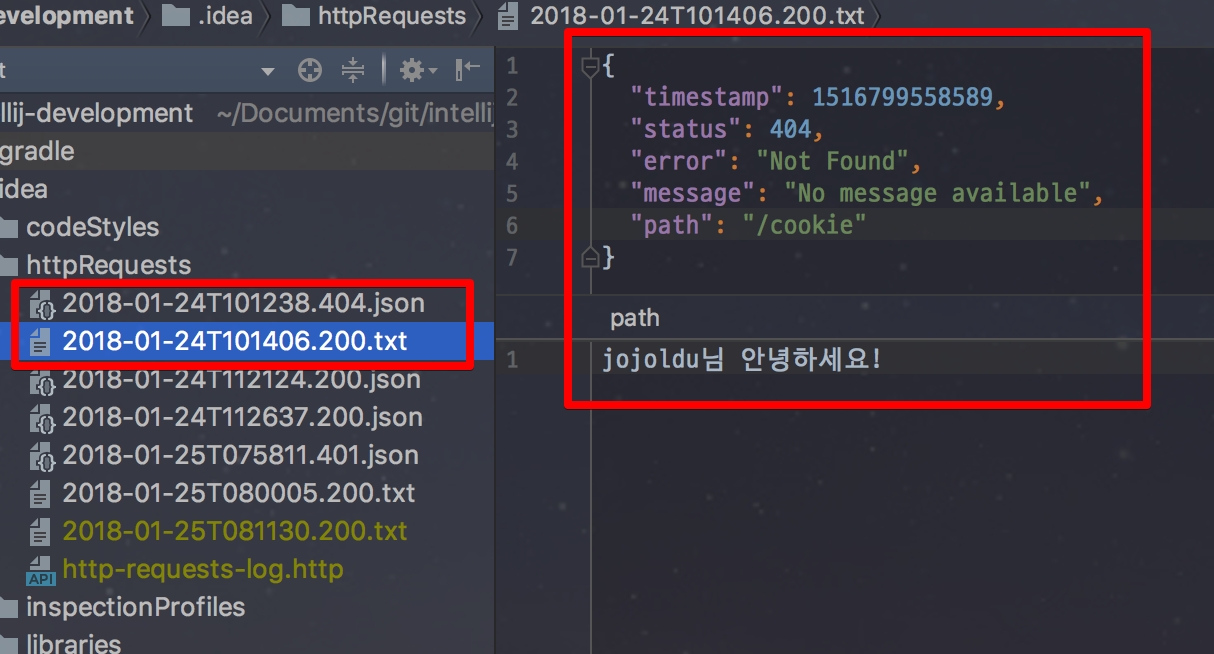 evelopment .idea httpRequests 2018-01-24T101406.200.txt
t
llij-development ~/Documents/git/intellij
gradle
idea
codeStyles
httpRequests
2018-01-24T101238.404.json
2018-01-24T101406.200.txt
2018-01-24T112124.200.json
2018-01-24T112637.200.json
2018-01-25T075811.401.json
2018-01-25T080005.200.txt
2018-01-25T081130.200.txt
API http-requests-log.http
inspectionProfiles
libraries
1 {
2 "timestamp": 1516799558589,
3 "status": 404,
4 "error": "Not Found",
5 "message": "No message available",
6 "path": "/cookie"
7 }
path
1 jojoldu님 안녕하세요!